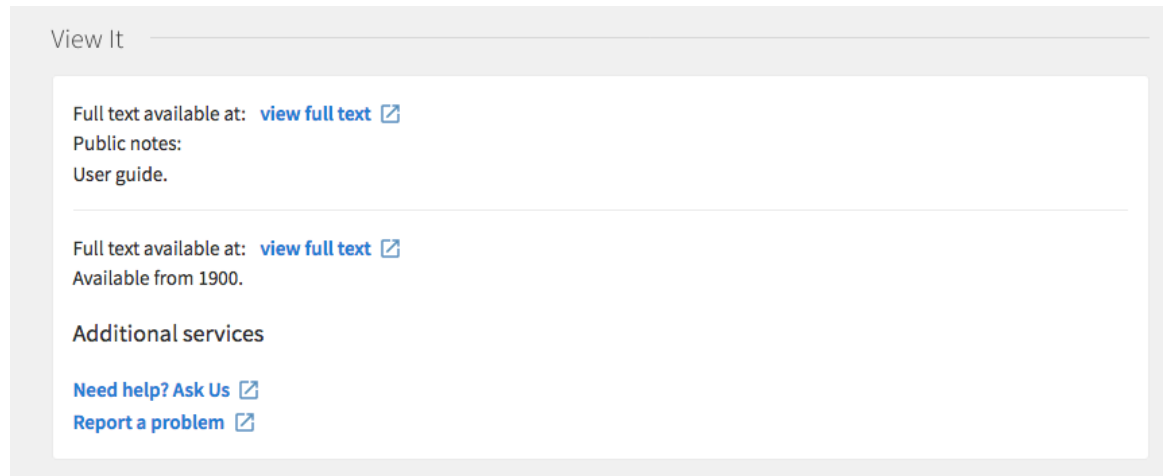 View It
Full text available at: view full text
Public notes:
User guide.
Full text available at: view full text
Available from 1900.
Additional services
Need help? Ask Us
Report a problem